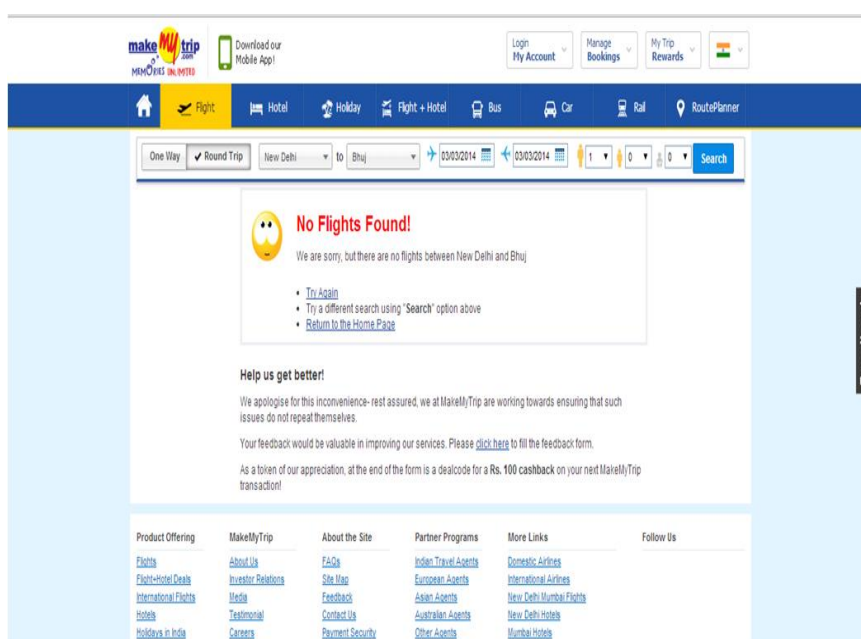 make My trip .com
MEMORIES UNLIMITED
Download our
Mobile App!
Login
My Account
Manage
Bookings
My Trip
Rewards
Flight
Hotel
Holiday
Flight + Hotel
Bus
Car
Rail
RoutePlanner
One Way
Round Trip
New Delhi
to
Bhuj
03/03/2014
03/03/2014
1
0
0
Search
No Flights Found!
We are sorry, but there are no flights between New Delhi and Bhuj
Try Again
Try a different search using "Search" option above
Return to the Home Page
Help us get better!
We apologise for this inconvenience- rest assured, we at MakeMyTrip are working towards ensuring that such
issues do not repeat themselves.
Your feedback would be valuable in improving our services. Please click here to fill the feedback form.
As a token of our appreciation, at the end of the form is a dealcode for a Rs. 100 cashback on your next MakeMyTrip
transaction!
Product Offering
Flights
Flight+Hotel Deals
International Flights
Hotels
Holidays in India
MakeMyTrip
About Us
Investor Relations
Media
Testimonial
Careers
About the Site
FAQs
Site Map
Feedback
Contact Us
Payment Security
Partner Programs
Indian Travel Agents
European Agents
Asian Agents
Australian Agents
Other Agents
More Links
Domestic Airlines
International Airlines
New Delhi Mumbai Flights
New Delhi Hotels
Mumbai Hotels
Follow Us